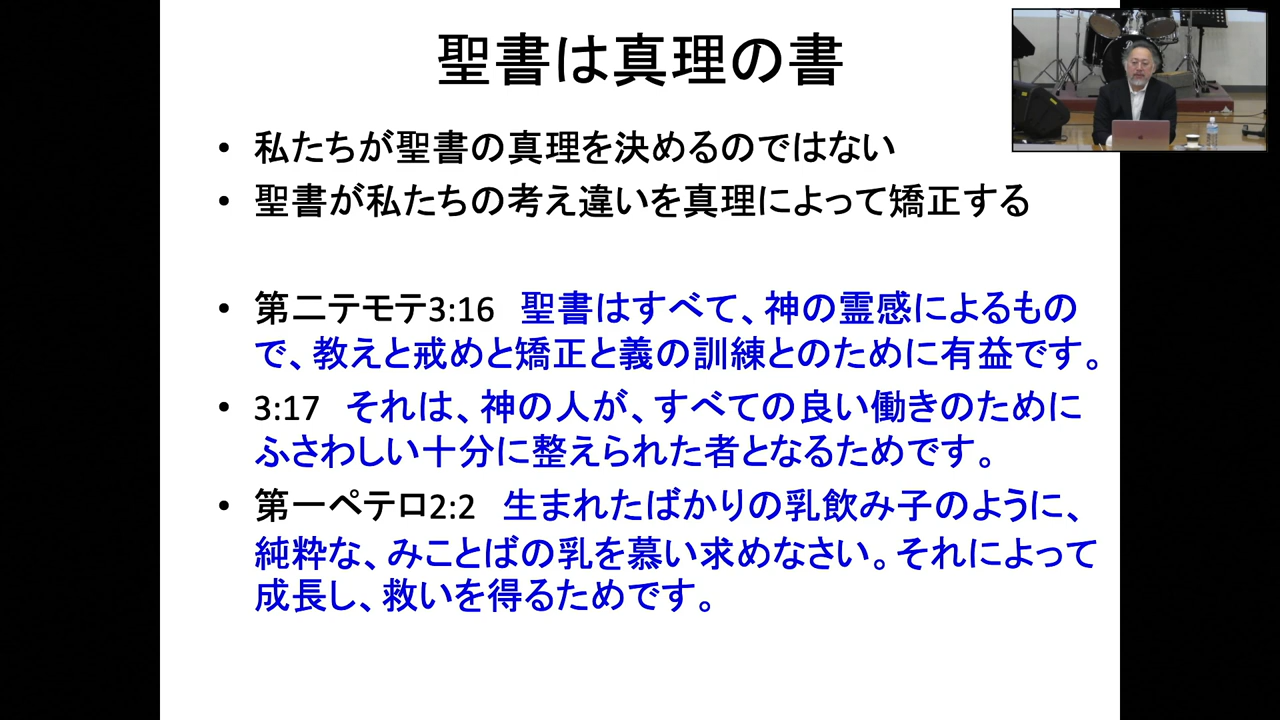 聖書は真理の書
• 私たちが聖書の真理を決めるのではない
• 聖書が私たちの考え違いを真理によって矯正する
• 第二テモテ3:16 聖書はすべて、神の霊感によるもの
で、教えと戒めと矯正と義の訓練とのために有益です。
• 3:17 それは、神の人が、すべての良い働きのために
ふさわしい十分に整えられた者となるためです。
• 第一ペテロ2:2 生まれたばかりの乳飲み子のように、
純粋な、みことばの乳を慕い求めなさい。それによって
成長し、救いを得るためです。